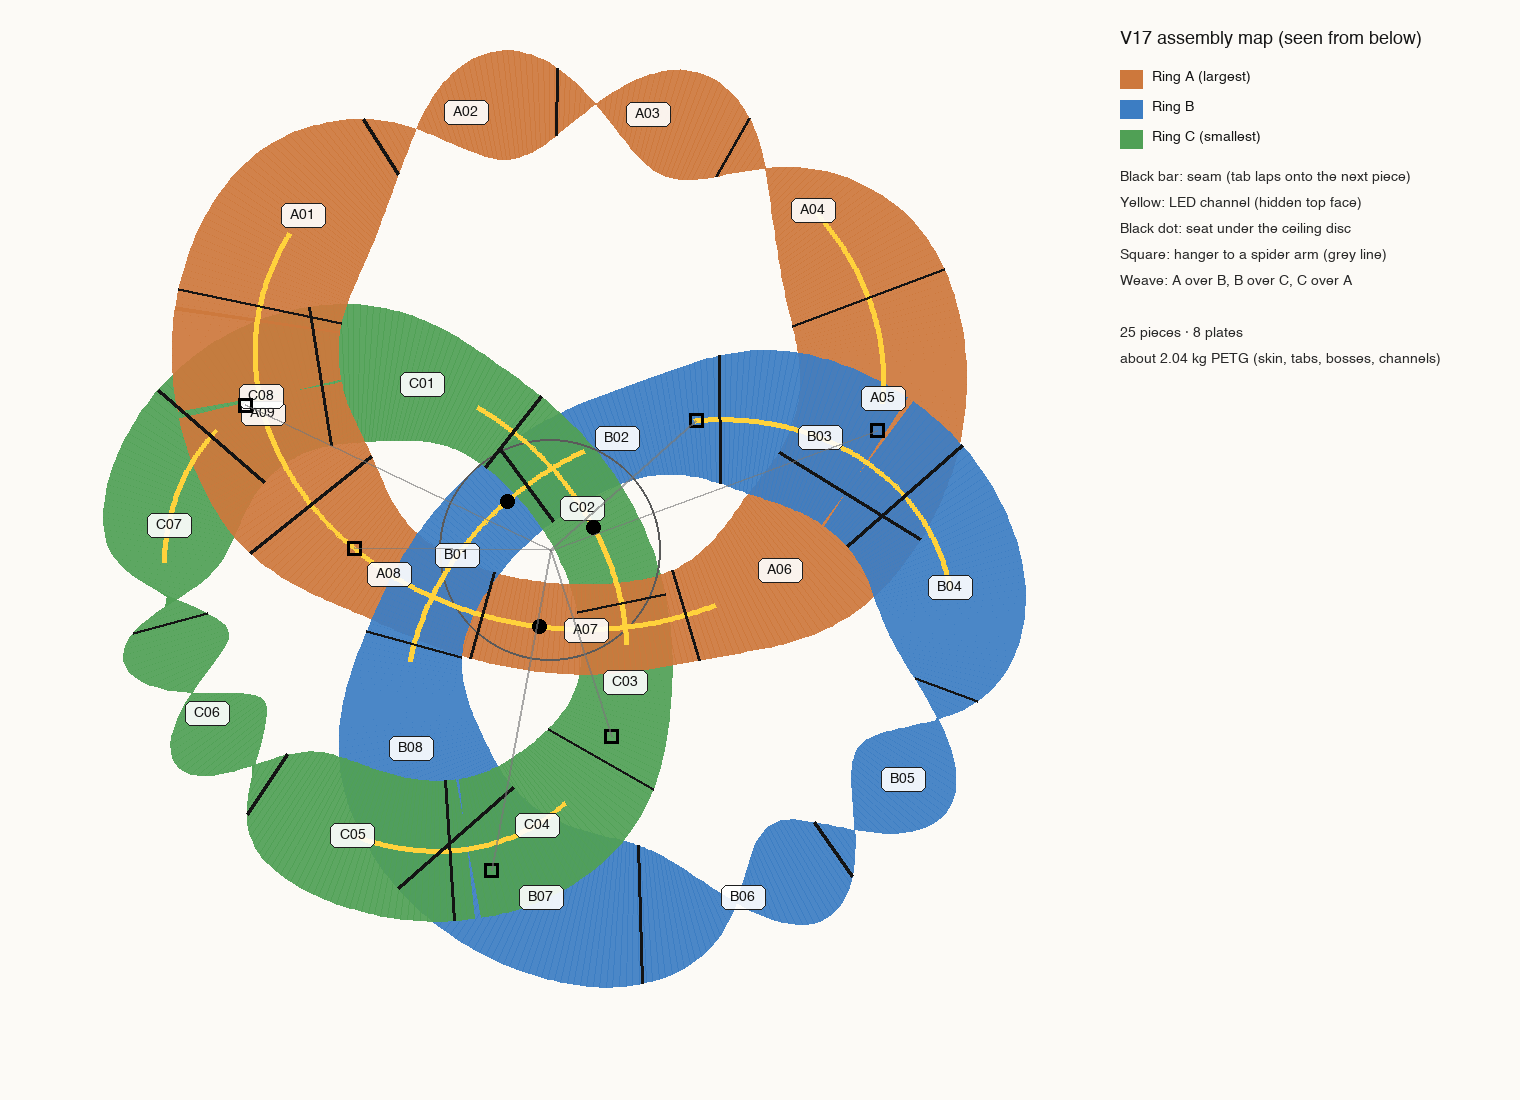 V17 assembly map (seen from below)
Ring A (largest)
Ring B
Ring C (smallest)
Black bar: seam (tab laps onto the next piece)
Yellow: LED channel (hidden top face)
Black dot: seat under the ceiling disc
Square: hanger to a spider arm (grey line)
Weave: A over B, B over C, C over A
25 pieces · 8 plates
about 2.04 kg PETG (skin, tabs, bosses, channels)
A02
A03
A01
A04
C01
C08
A09
A05
B02
B03
C02
C07
B01
A08
A06
B04
A07
C03
C06
B08
B05
C05
C04
B07
B06